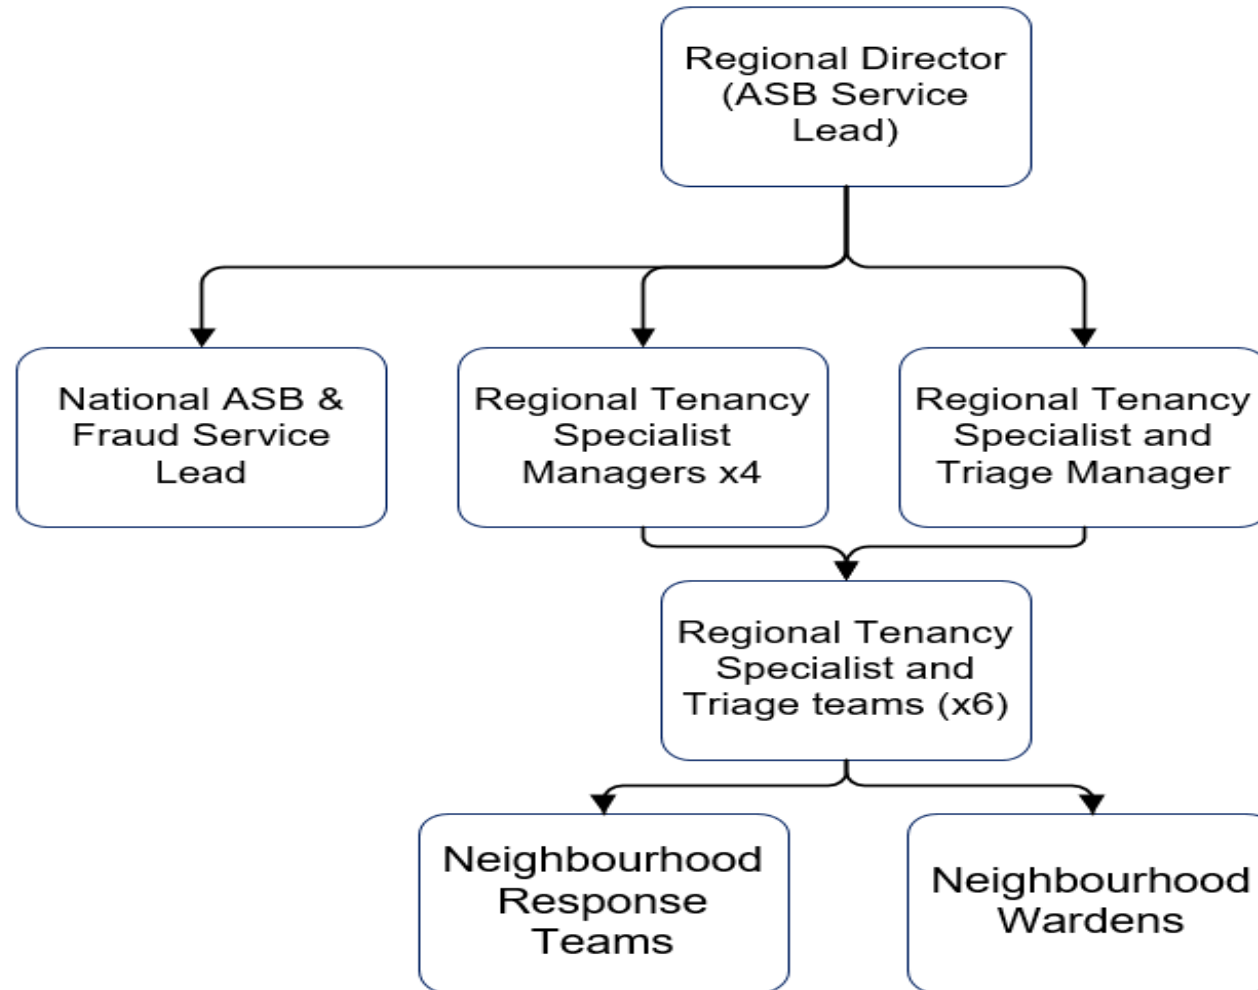 Regional Director
(ASB Service
Lead)
National ASB &
Fraud Service
Lead
Regional Tenancy
Specialist
Managers x4
Regional Tenancy
Specialist and
Triage Manager
Regional Tenancy
Specialist and
Triage teams (x6)
Neighbourhood
Response
Teams
Neighbourhood
Wardens